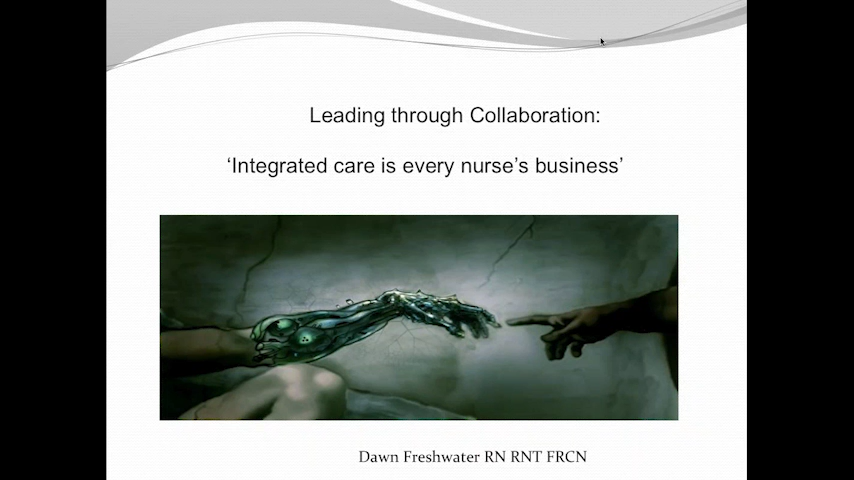 Leading through Collaboration:
‘Integrated care is every nurse’s business’
Dawn Freshwater RN RNT FRCN